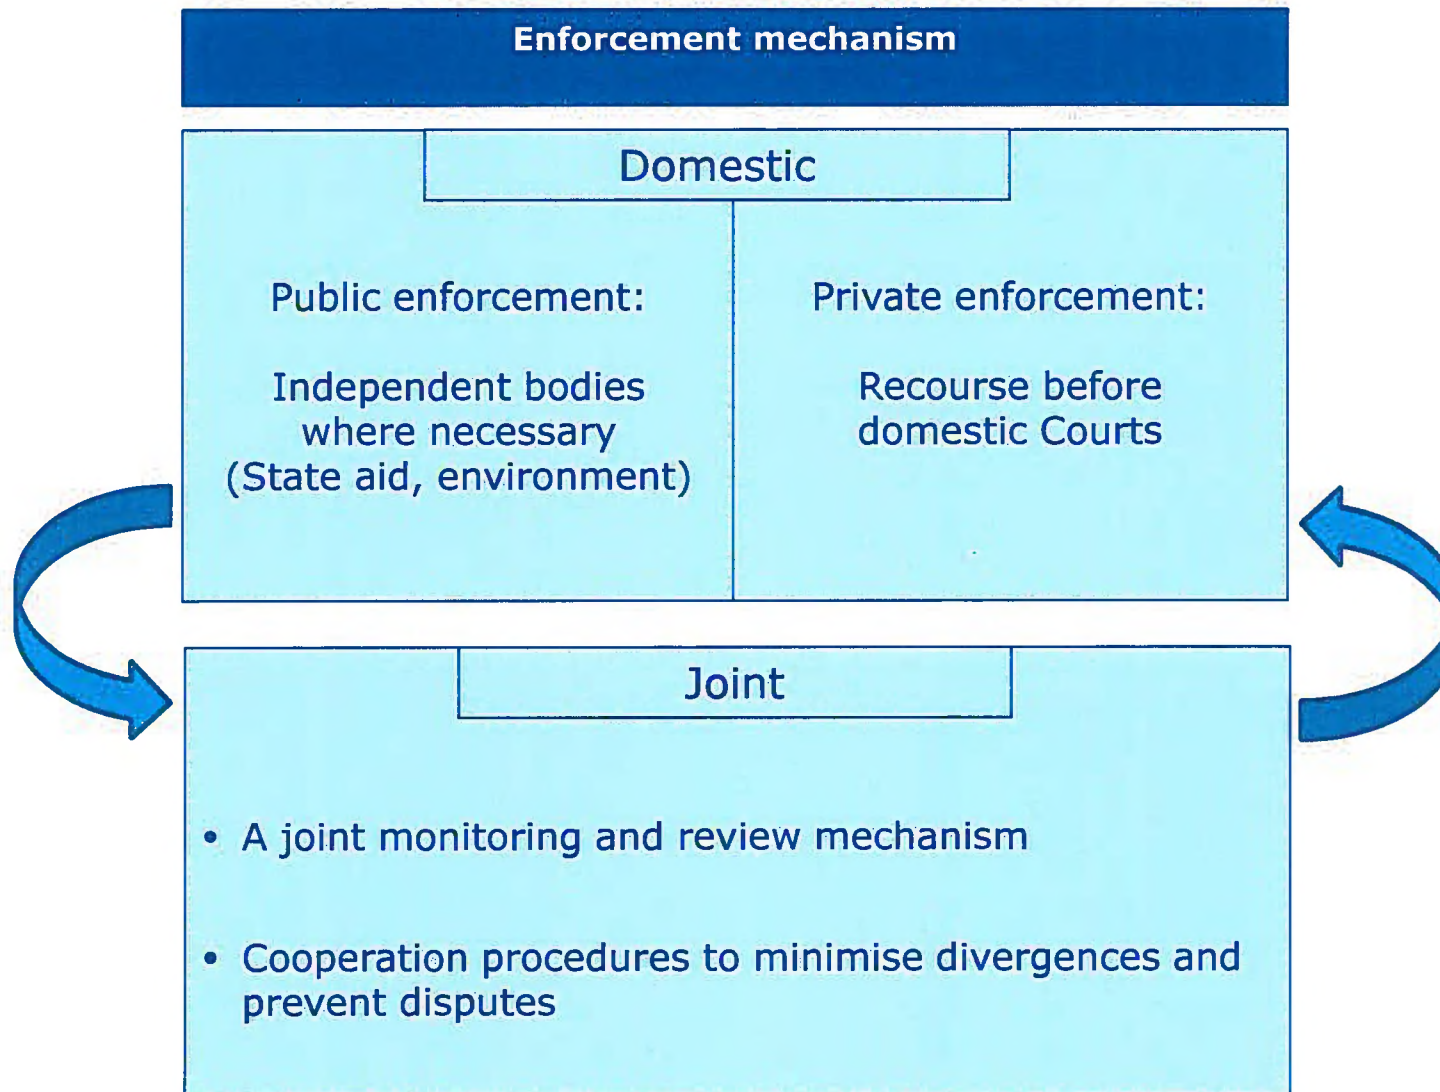 Enforcement mechanism
Domestic
Public enforcement:
Independent bodies
where necessary
(State aid, environment)
Private enforcement:
Recourse before
domestic Courts
Joint
• A joint monitoring and review mechanism
• Cooperation procedures to minimise divergences and
prevent disputes